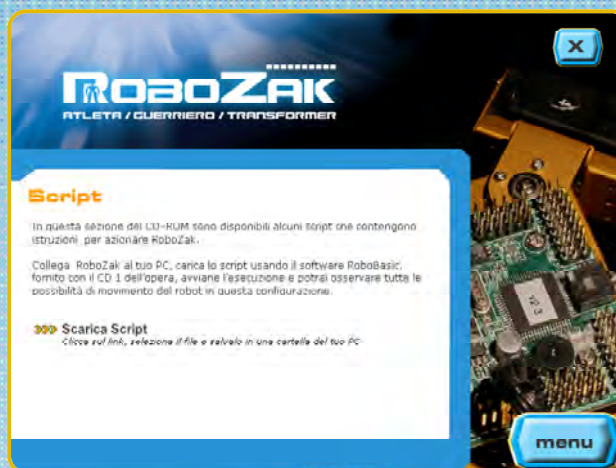 X
ROBOZAK
ATLETA / GUERRIERO / TRANSFORMER
Script
In questa sezione del CD-ROM sono disponibili alcuni script che contengono
istruzioni per azionare RoboZak.
Collega RoboZak al tuo PC, carica lo script usando il software RoboBasic,
fornito con il CD 1 dell'opera, avviane l'esecuzione e potrai osservare tutte le
possibilità di movimento del robot in questa configurazione.
>>> Scarica Script
Clicca sul link, seleziona il file e salvalo in una cartella del tuo PC
v2.3
menu